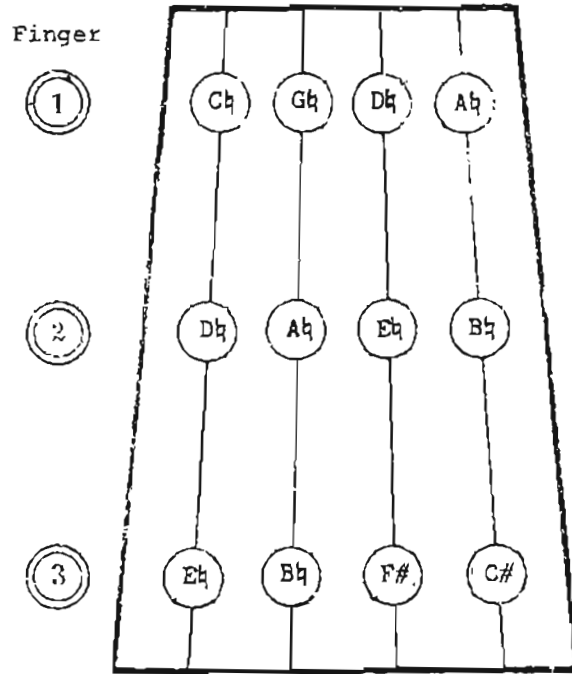 Finger
1 C♮ G♮ D♮ A♮
2 D♮ A♮ E♮ B♮
3 E♮ B♮ F# C#